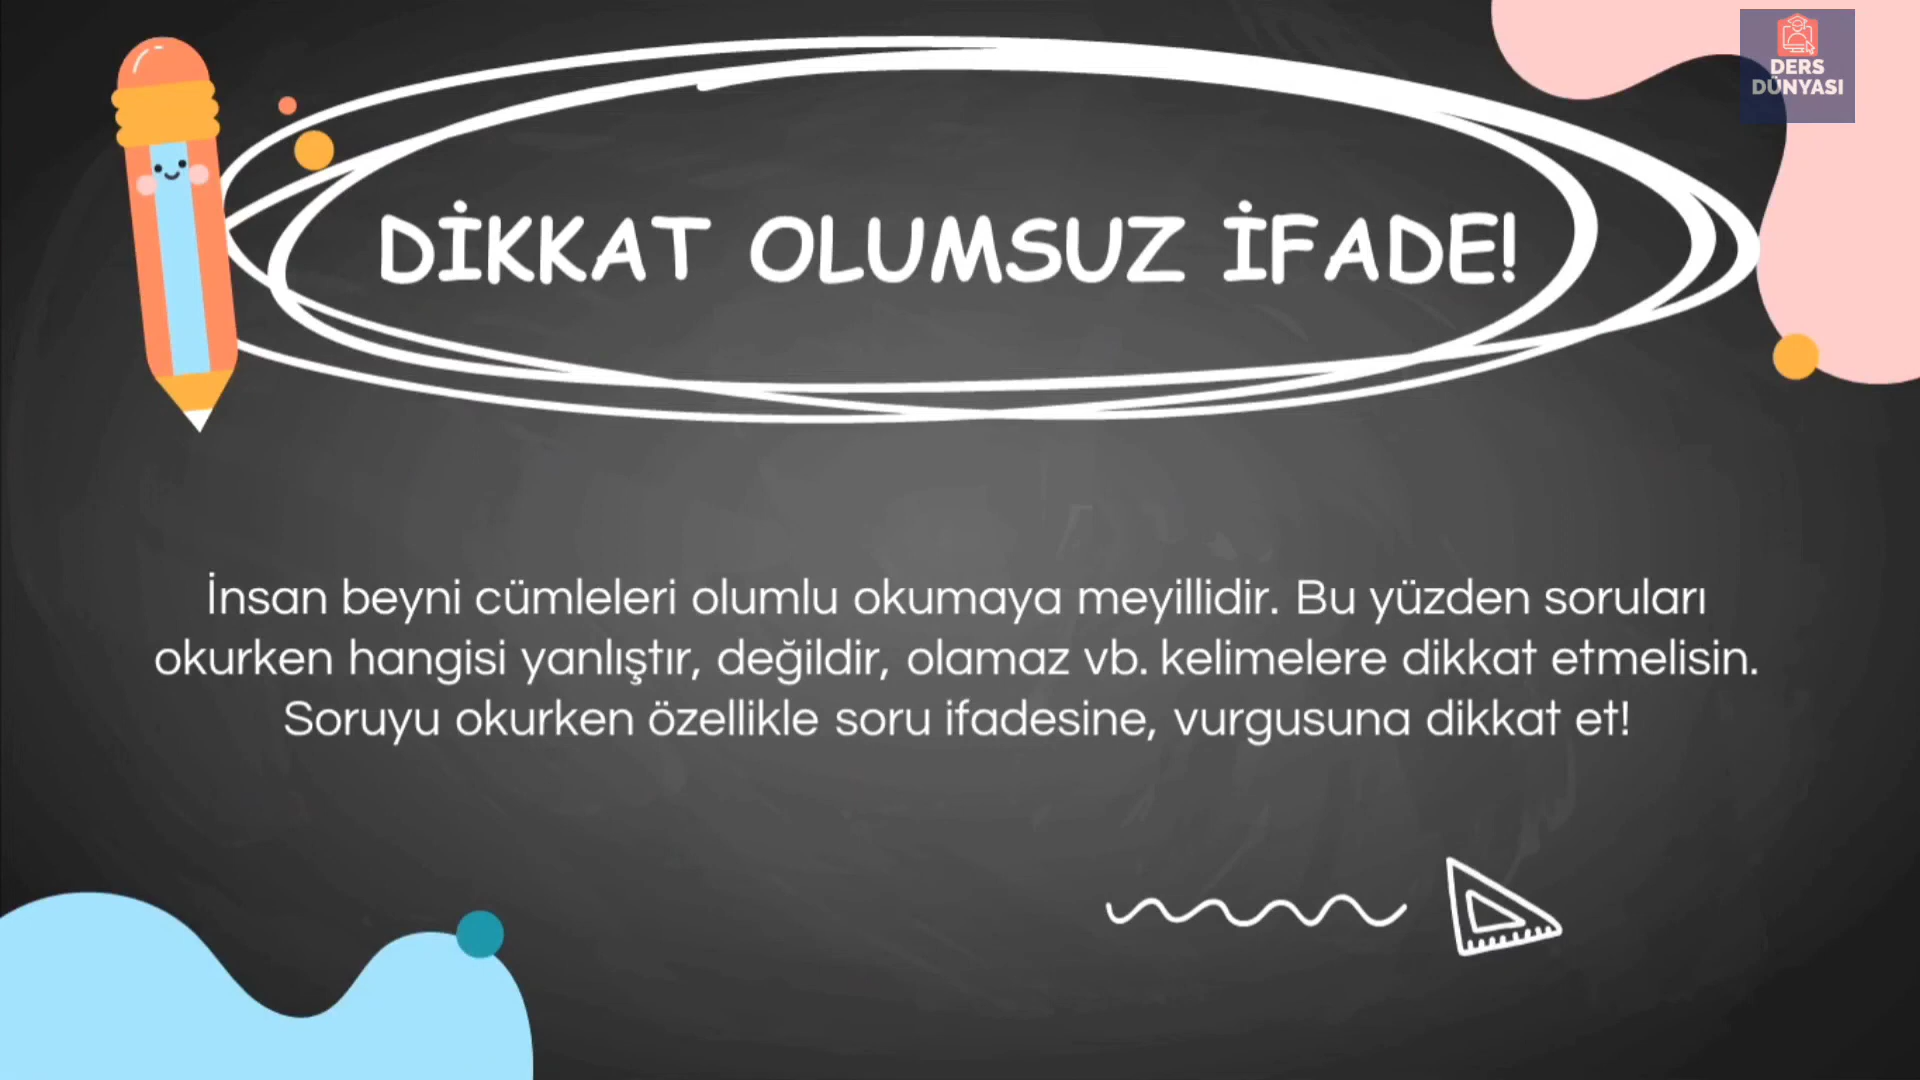 DERS
DÜNYASI
DİKKAT OLUMSUZ İFADE!
İnsan beyni cümleleri olumlu okumaya meyillidir. Bu yüzden soruları
okurken hangisi yanlıştır, değildir, olamaz vb. kelimelere dikkat etmelisin.
Soruyu okurken özellikle soru ifadesine, vurgusuna dikkat et!